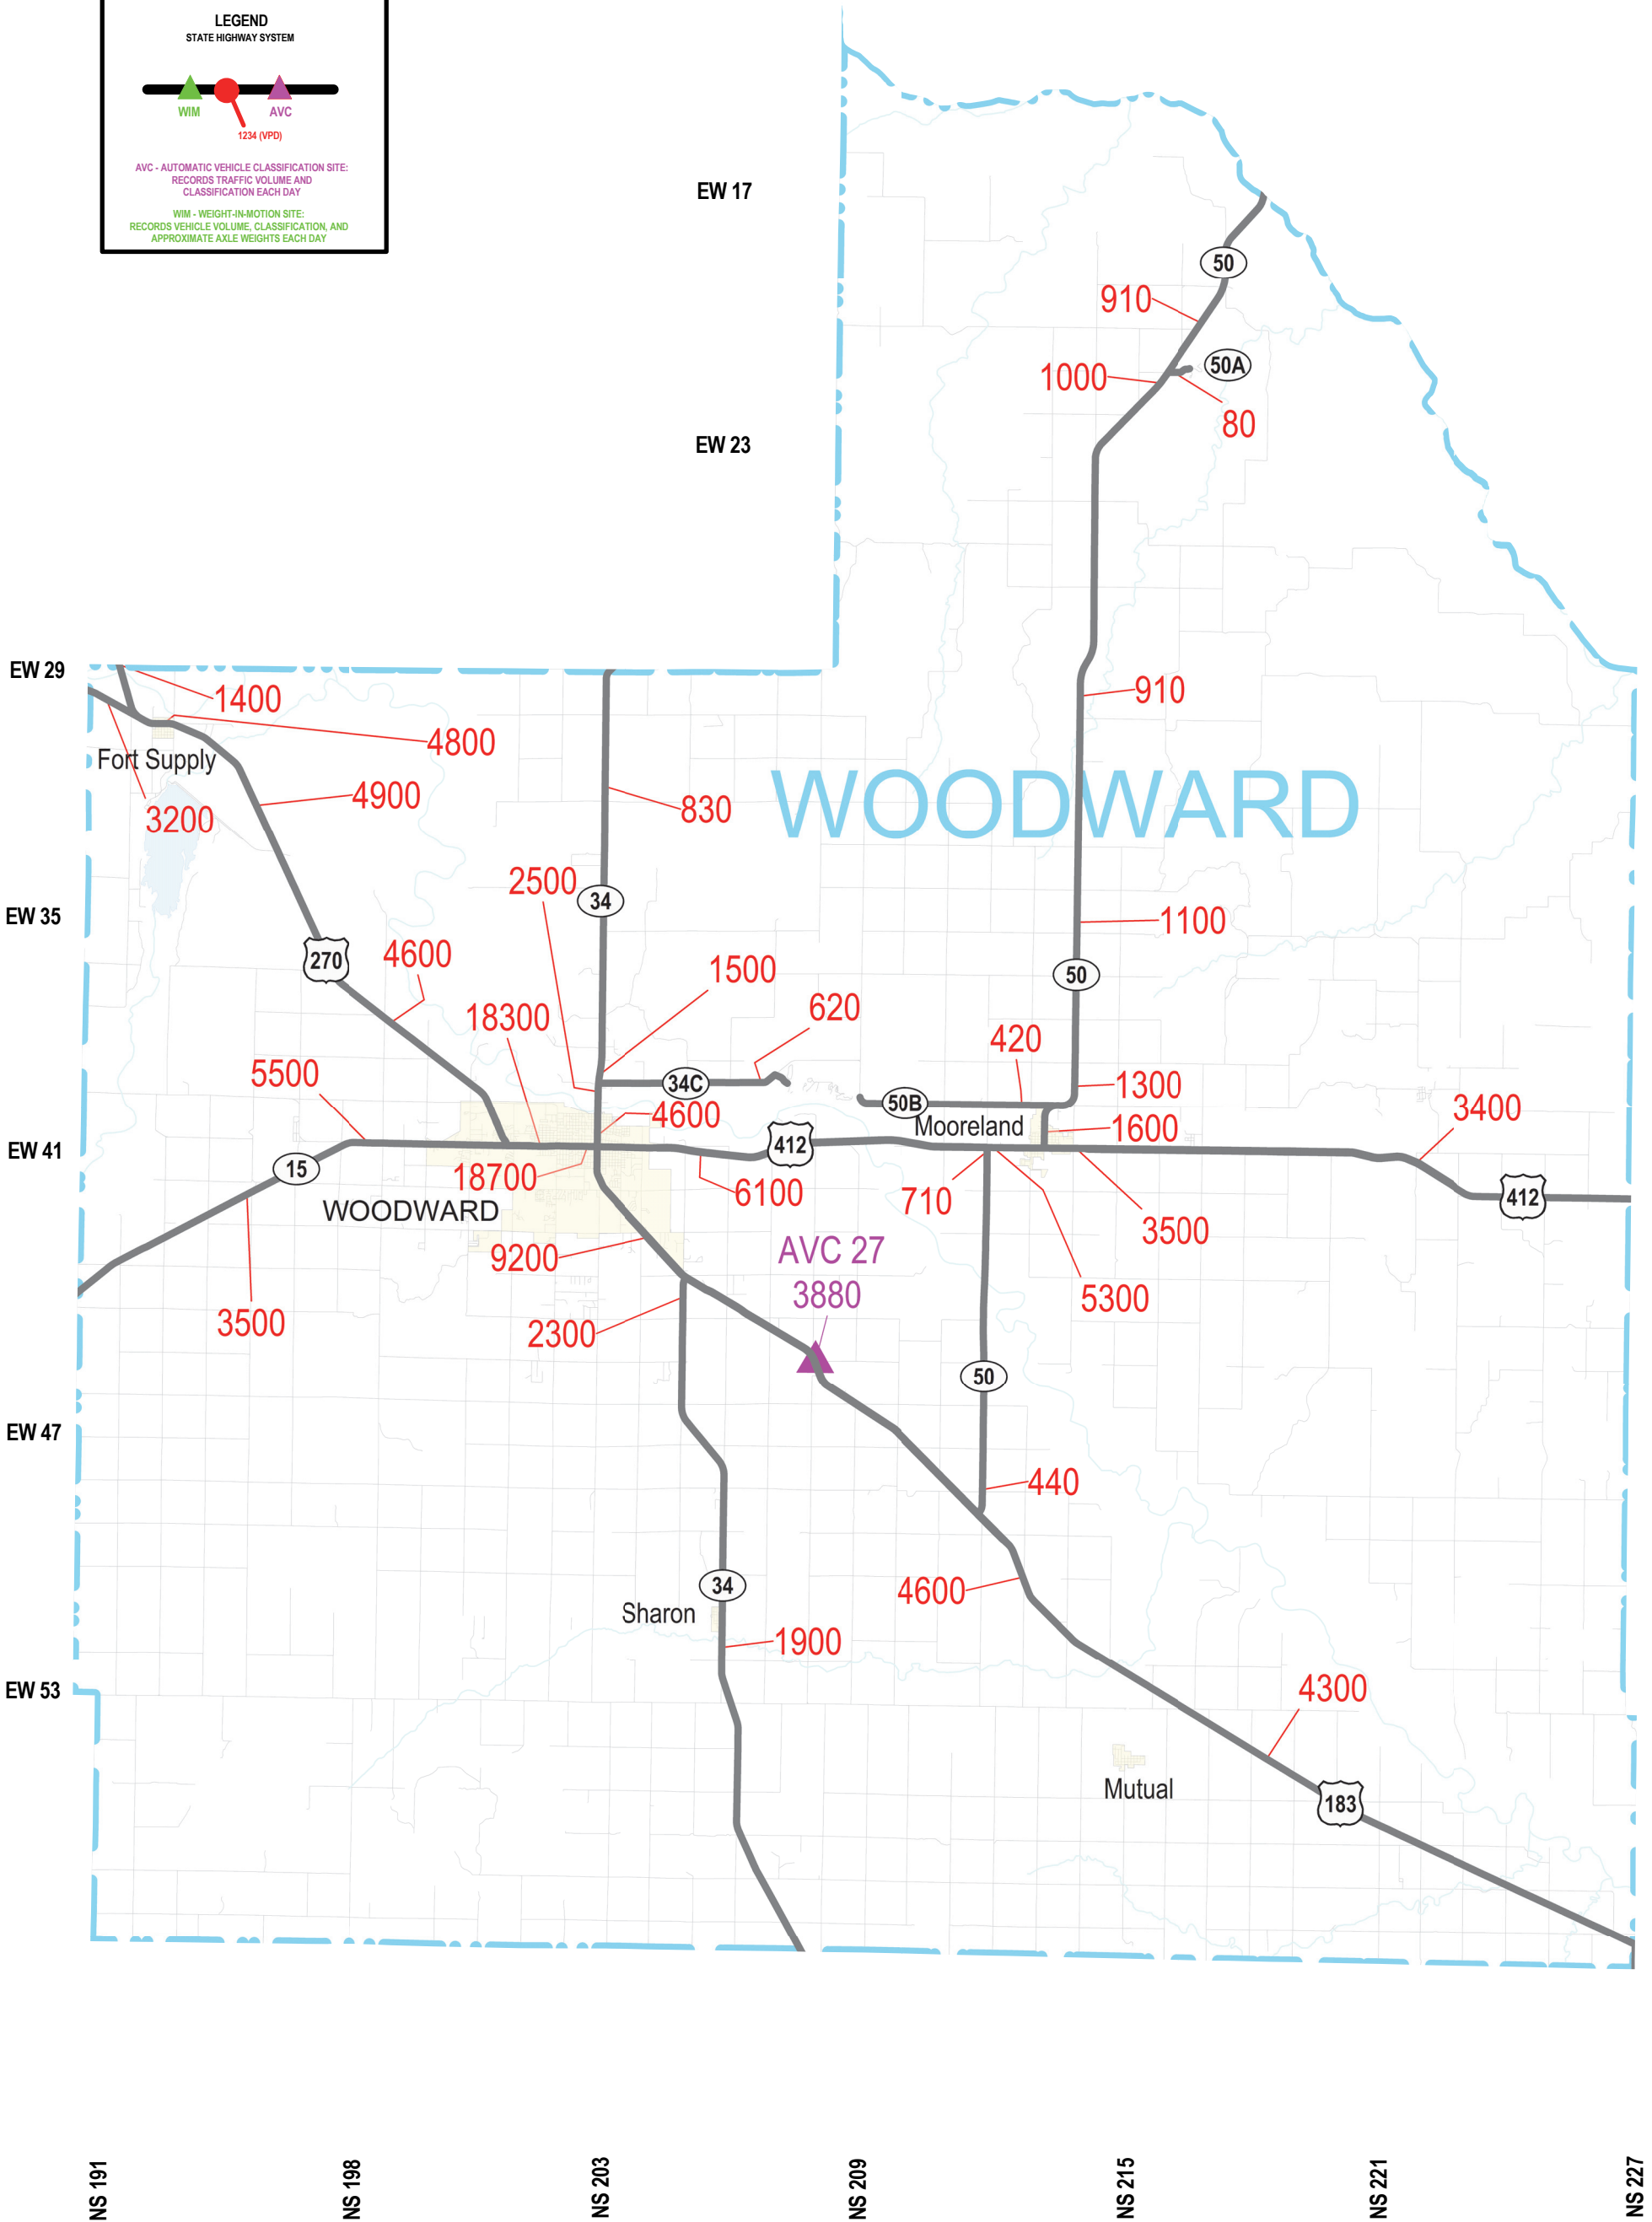 LEGEND
STATE HIGHWAY SYSTEM
WIM
AVC
1234 (VPD)
AVC - AUTOMATIC VEHICLE CLASSIFICATION SITE:
RECORDS TRAFFIC VOLUME AND
CLASSIFICATION EACH DAY
WIM - WEIGHT-IN-MOTION SITE:
RECORDS VEHICLE VOLUME, CLASSIFICATION, AND
APPROXIMATE AXLE WEIGHTS EACH DAY
EW 17
50
910
50A
1000
80
EW 23
EW 29
1400
910
4800
Fort Supply
4900
830
WOODWARD
3200
2500
34
EW 35
1100
270
4600
1500
50
620
18300
420
5500
34C
1300
50B
4600
3400
Mooreland
1600
412
EW 41
15
18700
6100
710
412
WOODWARD
3500
9200
AVC 27
3880
5300
3500
2300
50
EW 47
440
34
4600
Sharon
1900
EW 53
4300
Mutual
183
NS 191
NS 198
NS 203
NS 209
NS 215
NS 221
NS 227